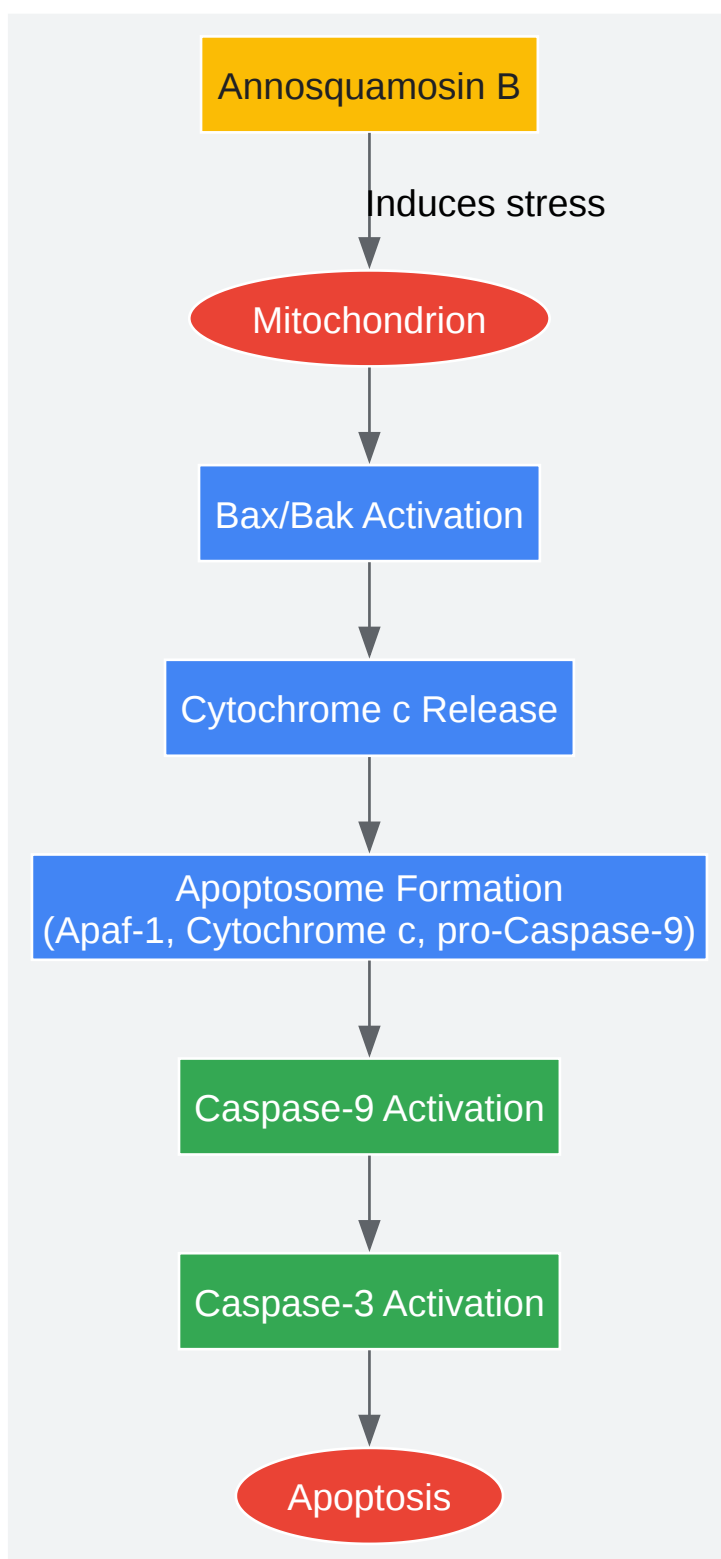 Annosquamosin B
Induces stress
Mitochondrion
Bax/Bak Activation
Cytochrome c Release
Apoptosome Formation
(Apaf-1, Cytochrome c, pro-Caspase-9)
Caspase-9 Activation
Caspase-3 Activation
Apoptosis